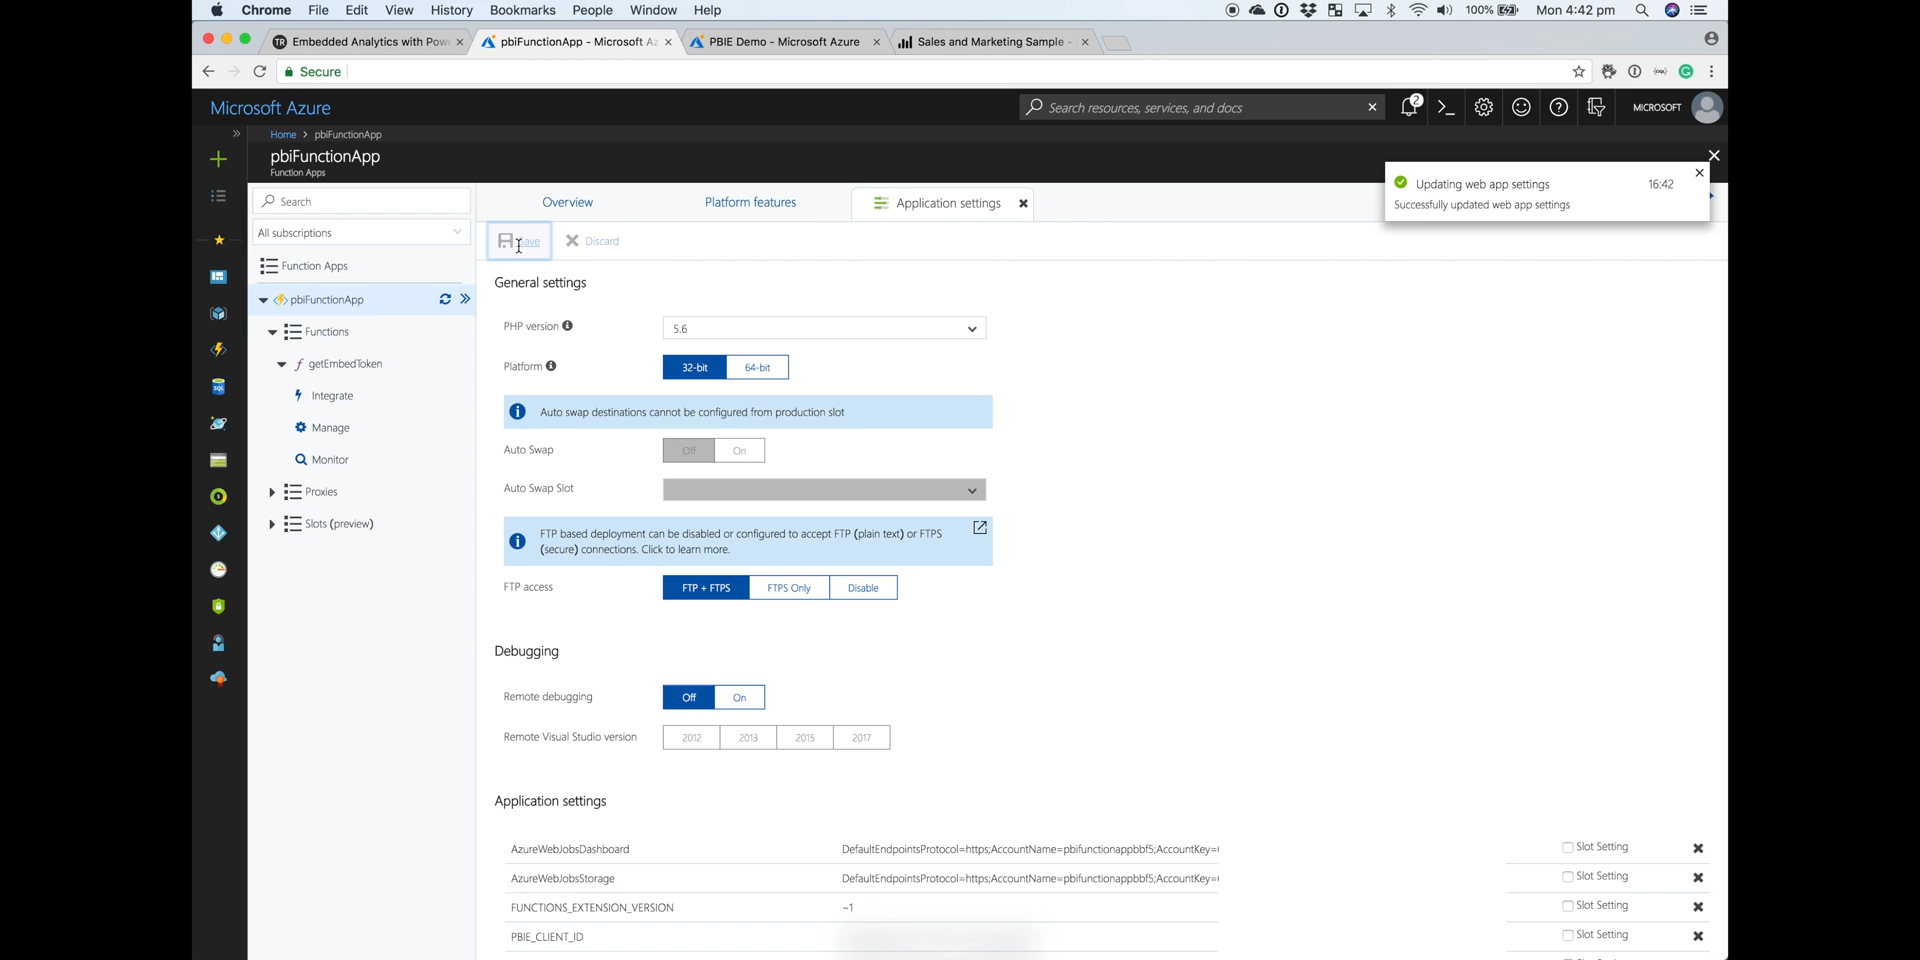 Chrome File Edit View History Bookmarks People Window Help 100% Mon 4:42 pm
Embedded Analytics with Powe
pbiFunctionApp - Microsoft Az
PBIE Demo - Microsoft Azure
Sales and Marketing Sample -
Secure
Microsoft Azure
Search resources, services, and docs
2
MICROSOFT
Home > pbiFunctionApp
pbiFunctionApp
Function Apps
Updating web app settings 16:42
Successfully updated web app settings
Search
All subscriptions
Function Apps
pbiFunctionApp
Functions
getEmbedToken
Integrate
Manage
Monitor
Proxies
Slots (preview)
Overview
Platform features
Application settings
Save
Discard
General settings
PHP version 5.6
Platform 32-bit 64-bit
Auto swap destinations cannot be configured from production slot
Auto Swap Off On
Auto Swap Slot
FTP based deployment can be disabled or configured to accept FTP (plain text) or FTPS
(secure) connections. Click to learn more.
FTP access FTP + FTPS FTPS Only Disable
Debugging
Remote debugging Off On
Remote Visual Studio version 2012 2013 2015 2017
Application settings
AzureWebJobsDashboard DefaultEndpointsProtocol=https;AccountName=pbifunctionappbbf5;AccountKey= Slot Setting
AzureWebJobsStorage DefaultEndpointsProtocol=https;AccountName=pbifunctionappbbf5;AccountKey= Slot Setting
FUNCTIONS_EXTENSION_VERSION ~1 Slot Setting
PBIE_CLIENT_ID Slot Setting